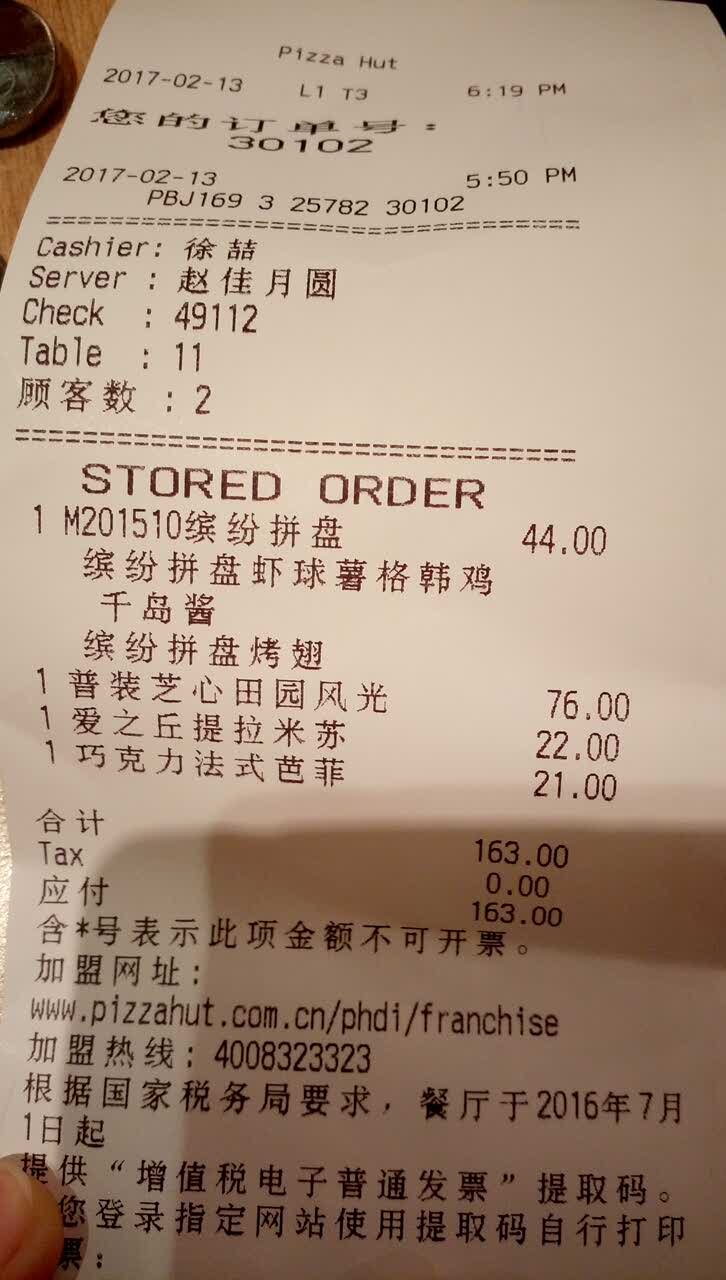 Pizza Hut
2017-02-13 L1 T3 6:19 PM
您的订单号:
30102
2017-02-13 5:50 PM
PBJ169 3 25782 30102
==================================
Cashier: 徐喆
Server : 赵佳月圆
Check : 49112
Table : 11
顾客数 : 2
==================================
STORED ORDER
1 M201510缤纷拼盘 44.00
缤纷拼盘虾球薯格韩鸡
千岛酱
缤纷拼盘烤翅
1 普装芝心田园风光 76.00
1 爱之丘提拉米苏 22.00
1 巧克力法式芭菲 21.00
合计 163.00
Tax 0.00
应付 163.00
含*号表示此项金额不可开票。
加盟网址:
www.pizzahut.com.cn/phdi/franchise
加盟热线: 4008323323
根据国家税务局要求, 餐厅于2016年7月
1日起
提供“增值税电子普通发票”提取码。
您登录指定网站使用提取码自行打印
票: